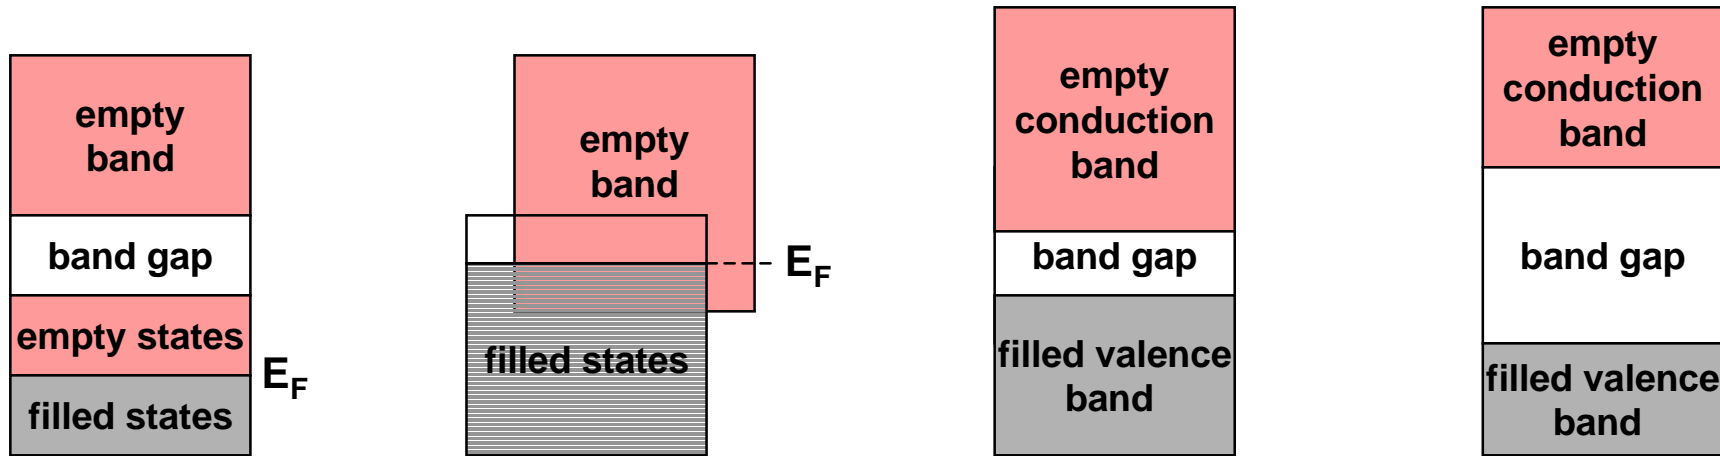 empty
band
band gap
empty states
E_F
filled states
empty
band
E_F
filled states
empty
conduction
band
band gap
filled valence
band
empty
conduction
band
band gap
filled valence
band